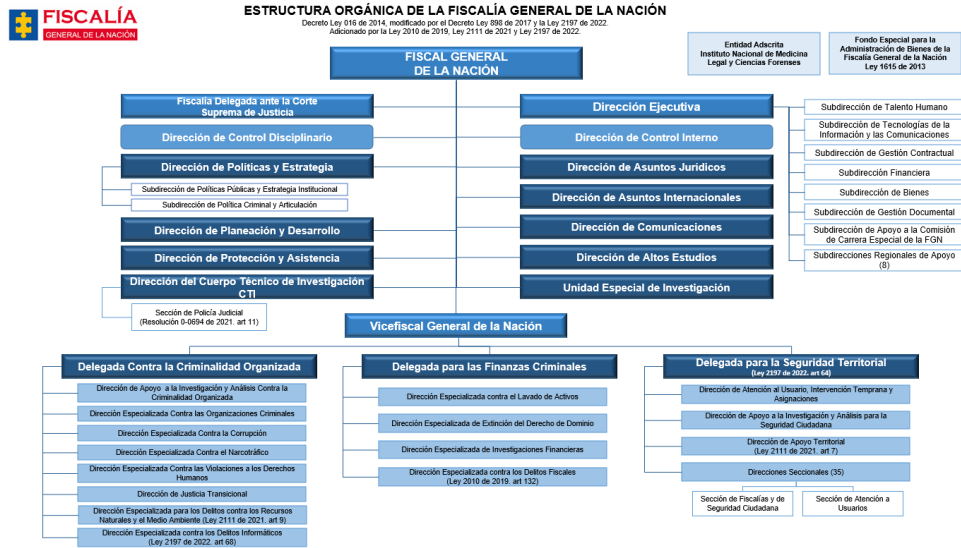 FISCALÍA
GENERAL DE LA NACIÓN
ESTRUCTURA ORGÁNICA DE LA FISCALÍA GENERAL DE LA NACIÓN
Decreto Ley 016 de 2014, modificado por el Decreto Ley 898 de 2017 y la Ley 2197 de 2022.
Adicionado por la Ley 2010 de 2019, Ley 2111 de 2021 y Ley 2197 de 2022.
Entidad Adscrita
Instituto Nacional de Medicina
Legal y Ciencias Forenses
Fondo Especial para la
Administración de Bienes de la
Fiscalía General de la Nación
Ley 1615 de 2013
FISCAL GENERAL
DE LA NACIÓN
Fiscalía Delegada ante la Corte
Suprema de Justicia
Dirección de Control Disciplinario
Dirección de Políticas y Estrategia
Subdirección de Políticas Públicas y Estrategia Institucional
Subdirección de Política Criminal y Articulación
Dirección de Planeación y Desarrollo
Dirección de Protección y Asistencia
Dirección del Cuerpo Técnico de Investigación
CTI
Sección de Policía Judicial
(Resolución 0-0694 de 2021. art 11)
Dirección Ejecutiva
Dirección de Control Interno
Dirección de Asuntos Jurídicos
Dirección de Asuntos Internacionales
Dirección de Comunicaciones
Dirección de Altos Estudios
Unidad Especial de Investigación
Subdirección de Talento Humano
Subdirección de Tecnologías de la
Información y las Comunicaciones
Subdirección de Gestión Contractual
Subdirección Financiera
Subdirección de Bienes
Subdirección de Gestión Documental
Subdirección de Apoyo a la Comisión
de Carrera Especial de la FGN
Subdirecciones Regionales de Apoyo
(8)
Vicefiscal General de la Nación
Delegada Contra la Criminalidad Organizada
Dirección de Apoyo a la Investigación y Análisis Contra la
Criminalidad Organizada
Dirección Especializada Contra las Organizaciones Criminales
Dirección Especializada Contra la Corrupción
Dirección Especializada Contra el Narcotráfico
Dirección Especializada Contra las Violaciones a los Derechos
Humanos
Dirección de Justicia Transicional
Dirección Especializada para los Delitos contra los Recursos
Naturales y el Medio Ambiente (Ley 2111 de 2021. art 9)
Dirección Especializada contra los Delitos Informáticos
(Ley 2197 de 2022. art 68)
Delegada para las Finanzas Criminales
Dirección Especializada contra el Lavado de Activos
Dirección Especializada de Extinción del Derecho de Dominio
Dirección Especializada de Investigaciones Financieras
Dirección Especializada contra los Delitos Fiscales
(Ley 2010 de 2019. art 132)
Delegada para la Seguridad Territorial
(Ley 2197 de 2022. art 64)
Dirección de Atención al Usuario, Intervención Temprana y
Asignaciones
Dirección de Apoyo a la Investigación y Análisis para la
Seguridad Ciudadana
Dirección de Apoyo Territorial
(Ley 2111 de 2021. art 7)
Direcciones Seccionales (35)
Sección de Fiscalías y de
Seguridad Ciudadana
Sección de Atención a
Usuarios